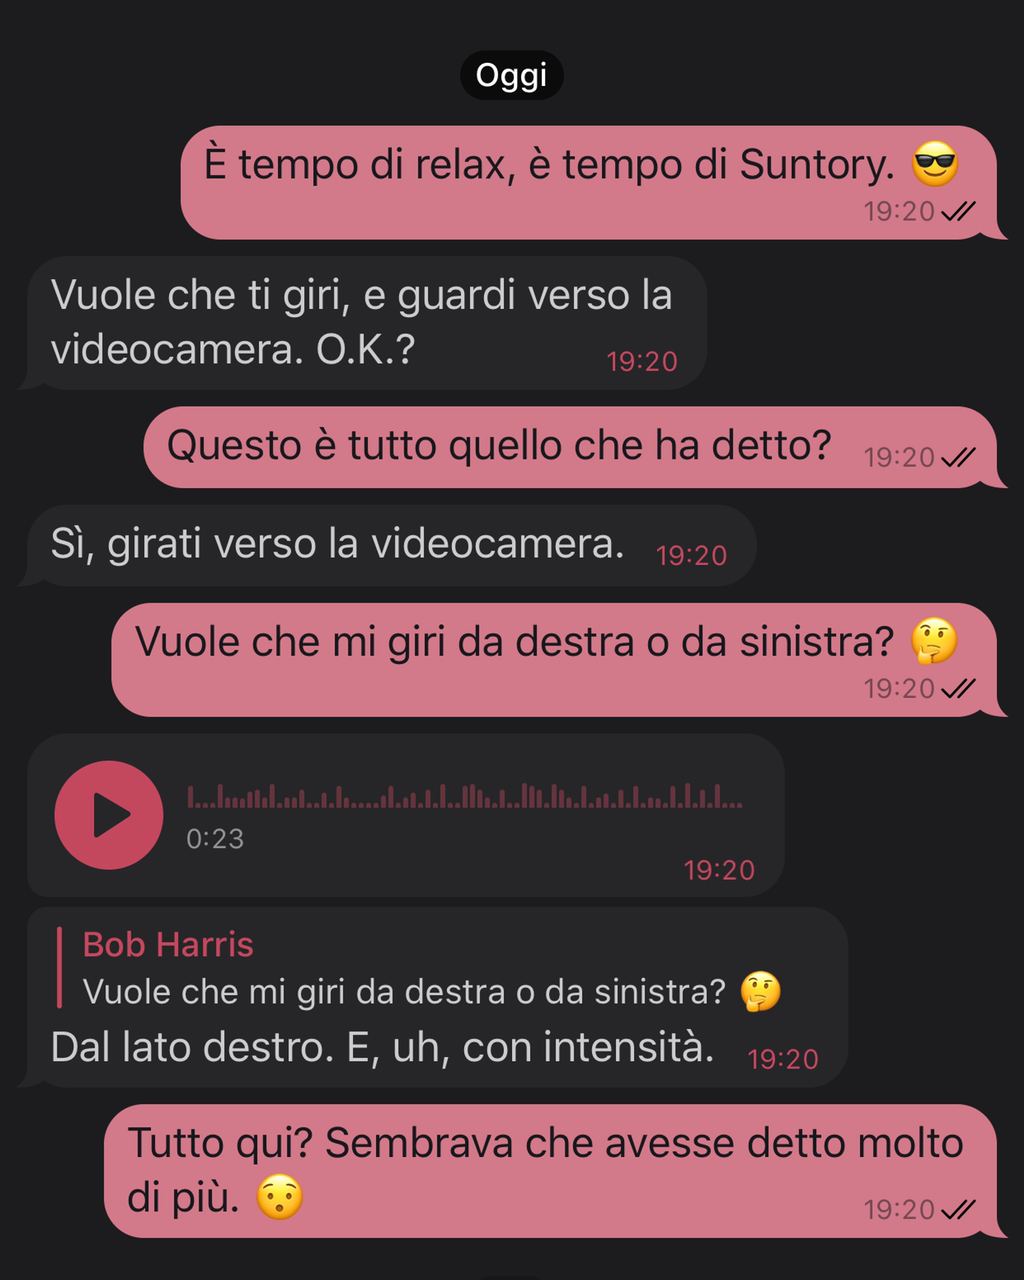 Oggi
È tempo di relax, è tempo di Suntory. 😎
19:20
Vuole che ti giri, e guardi verso la
videocamera. O.K.?
19:20
Questo è tutto quello che ha detto?
19:20
Sì, girati verso la videocamera.
19:20
Vuole che mi giri da destra o da sinistra? 🤔
19:20
0:23
19:20
Bob Harris
Vuole che mi giri da destra o da sinistra? 🤔
Dal lato destro. E, uh, con intensità.
19:20
Tutto qui? Sembrava che avesse detto molto
di più. 😯
19:20